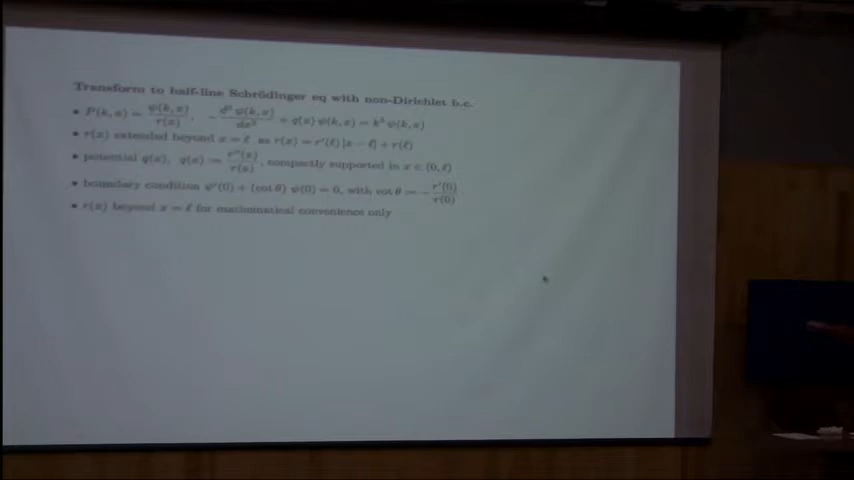 Transform to half-line Schrödinger eq with non-Dirichlet b.c.
• P(k, x) = ψ(k, x)/r(x), −d²ψ(k, x)/dx² + q(x) ψ(k, x) = k² ψ(k, x)
• r(x) extended beyond x = ℓ as r(x) = r′(ℓ) [x − ℓ] + r(ℓ)
• potential q(x), q(x) := r″(x)/r(x), compactly supported in x ∈ (0, ℓ)
• boundary condition ψ′(0) + (cot θ) ψ(0) = 0, with cot θ := −r′(0)/r(0)
• r(x) beyond x = ℓ for mathematical convenience only